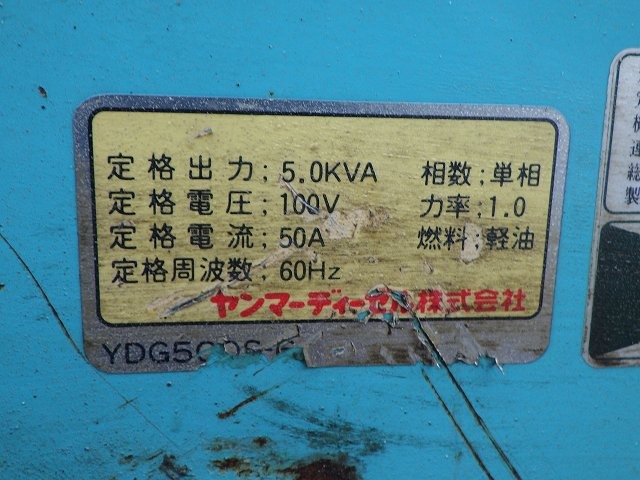 定格出力;5.0KVA 相数;単相
定格電圧;100V 力率;1.0
定格電流;50A 燃料;軽油
定格周波数;60Hz
ヤンマーディーゼル株式会社